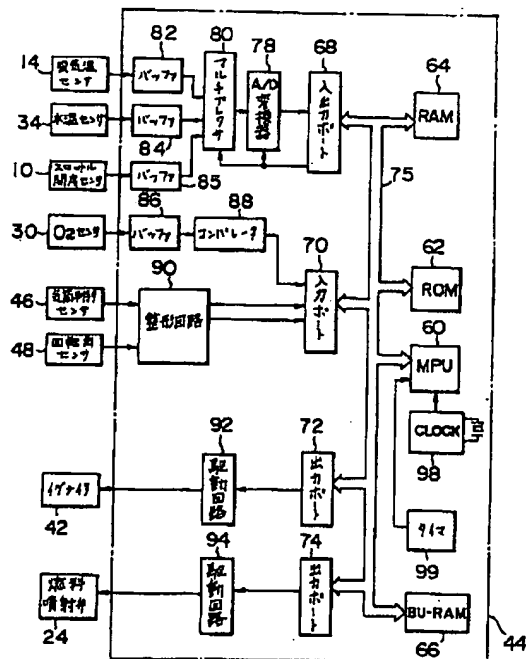 82
80
78
68
64
14
吸気温
センサ
バッファ
マルチプレクサ
A/D
変換器
入出力ポート
RAM
34
水温センサ
バッファ
84
75
10
スロットル
開度センサ
バッファ
85
86
88
70
62
30
O2センサ
バッファ
コンパレータ
入力ポート
ROM
90
60
46
気筒判別
センサ
整形回路
MPU
48
回転角
センサ
CLOCK
98
92
72
イグナイタ
駆動回路
出力ポート
42
タイマ
99
94
74
燃料
噴射弁
駆動回路
出力ポート
BU-RAM
24
66
44